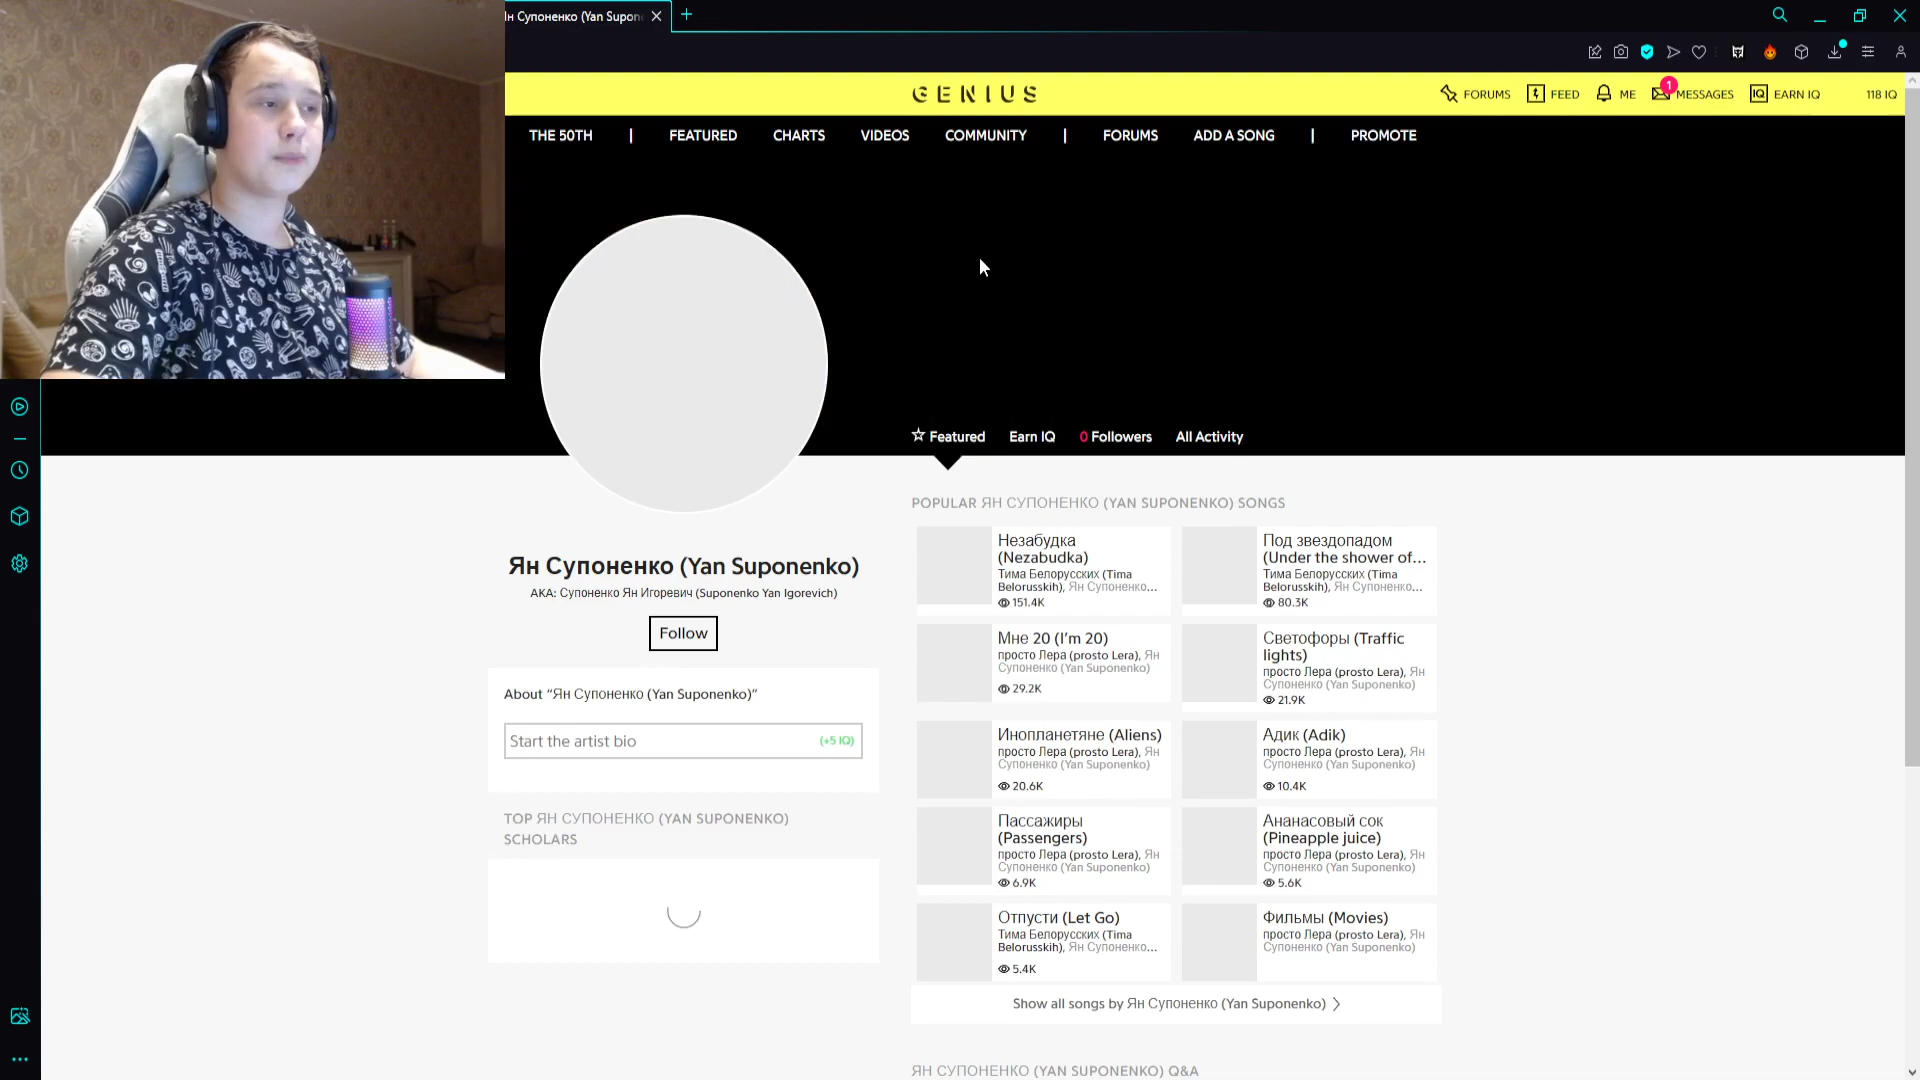 Ян Супоненко (Yan Supon
GENIUS
FORUMS
FEED
ME
1
MESSAGES
IQ
EARN IQ
118 IQ
THE 50TH | FEATURED CHARTS VIDEOS COMMUNITY | FORUMS ADD A SONG | PROMOTE
Featured Earn IQ 0 Followers All Activity
Ян Супоненко (Yan Suponenko)
AKA: Супоненко Ян Игоревич (Suponenko Yan Igorevich)
Follow
About “Ян Супоненко (Yan Suponenko)”
Start the artist bio (+5 IQ)
TOP ЯН СУПОНЕНКО (YAN SUPONENKO)
SCHOLARS
POPULAR ЯН СУПОНЕНКО (YAN SUPONENKO) SONGS
Незабудка
(Nezabudka)
Тима Белорусских (Tima
Belorusskih), Ян Супоненко...
151.4K
Под звездопадом
(Under the shower of...
Тима Белорусских (Tima
Belorusskih), Ян Супоненко...
80.3K
Мне 20 (I’m 20)
просто Лера (prosto Lera), Ян
Супоненко (Yan Suponenko)
29.2K
Светофоры (Traffic
lights)
просто Лера (prosto Lera), Ян
Супоненко (Yan Suponenko)
21.9K
Инопланетяне (Aliens)
просто Лера (prosto Lera), Ян
Супоненко (Yan Suponenko)
20.6K
Адик (Adik)
просто Лера (prosto Lera), Ян
Супоненко (Yan Suponenko)
10.4K
Пассажиры
(Passengers)
просто Лера (prosto Lera), Ян
Супоненко (Yan Suponenko)
6.9K
Ананасовый сок
(Pineapple juice)
просто Лера (prosto Lera), Ян
Супоненко (Yan Suponenko)
5.6K
Отпусти (Let Go)
Тима Белорусских (Tima
Belorusskih), Ян Супоненко...
5.4K
Фильмы (Movies)
просто Лера (prosto Lera), Ян
Супоненко (Yan Suponenko)
Show all songs by Ян Супоненко (Yan Suponenko)
ЯН СУПОНЕНКО (YAN SUPONENKO) Q&A